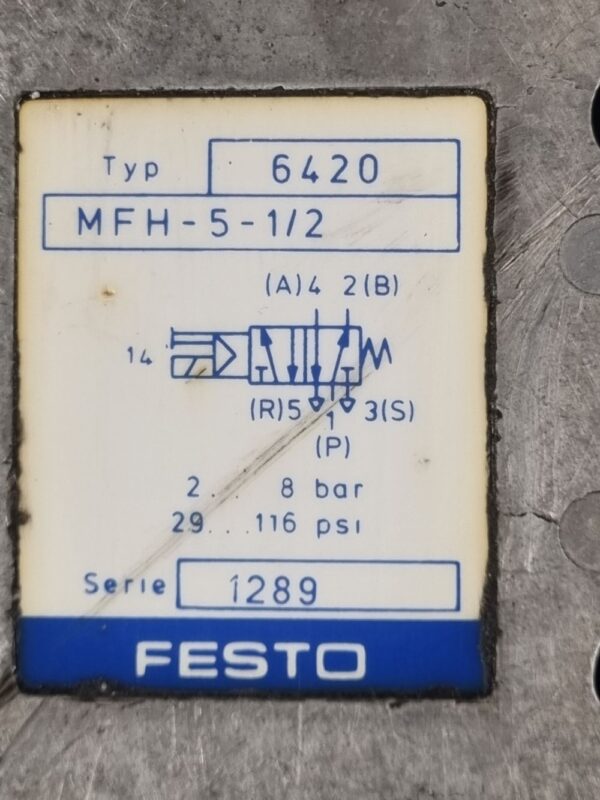 Typ 6420
MFH-5-1/2
(A)4 2(B)
14
(R)5 1 3(S)
(P)
2... 8 bar
29...116 psi
Serie 1289
FESTO